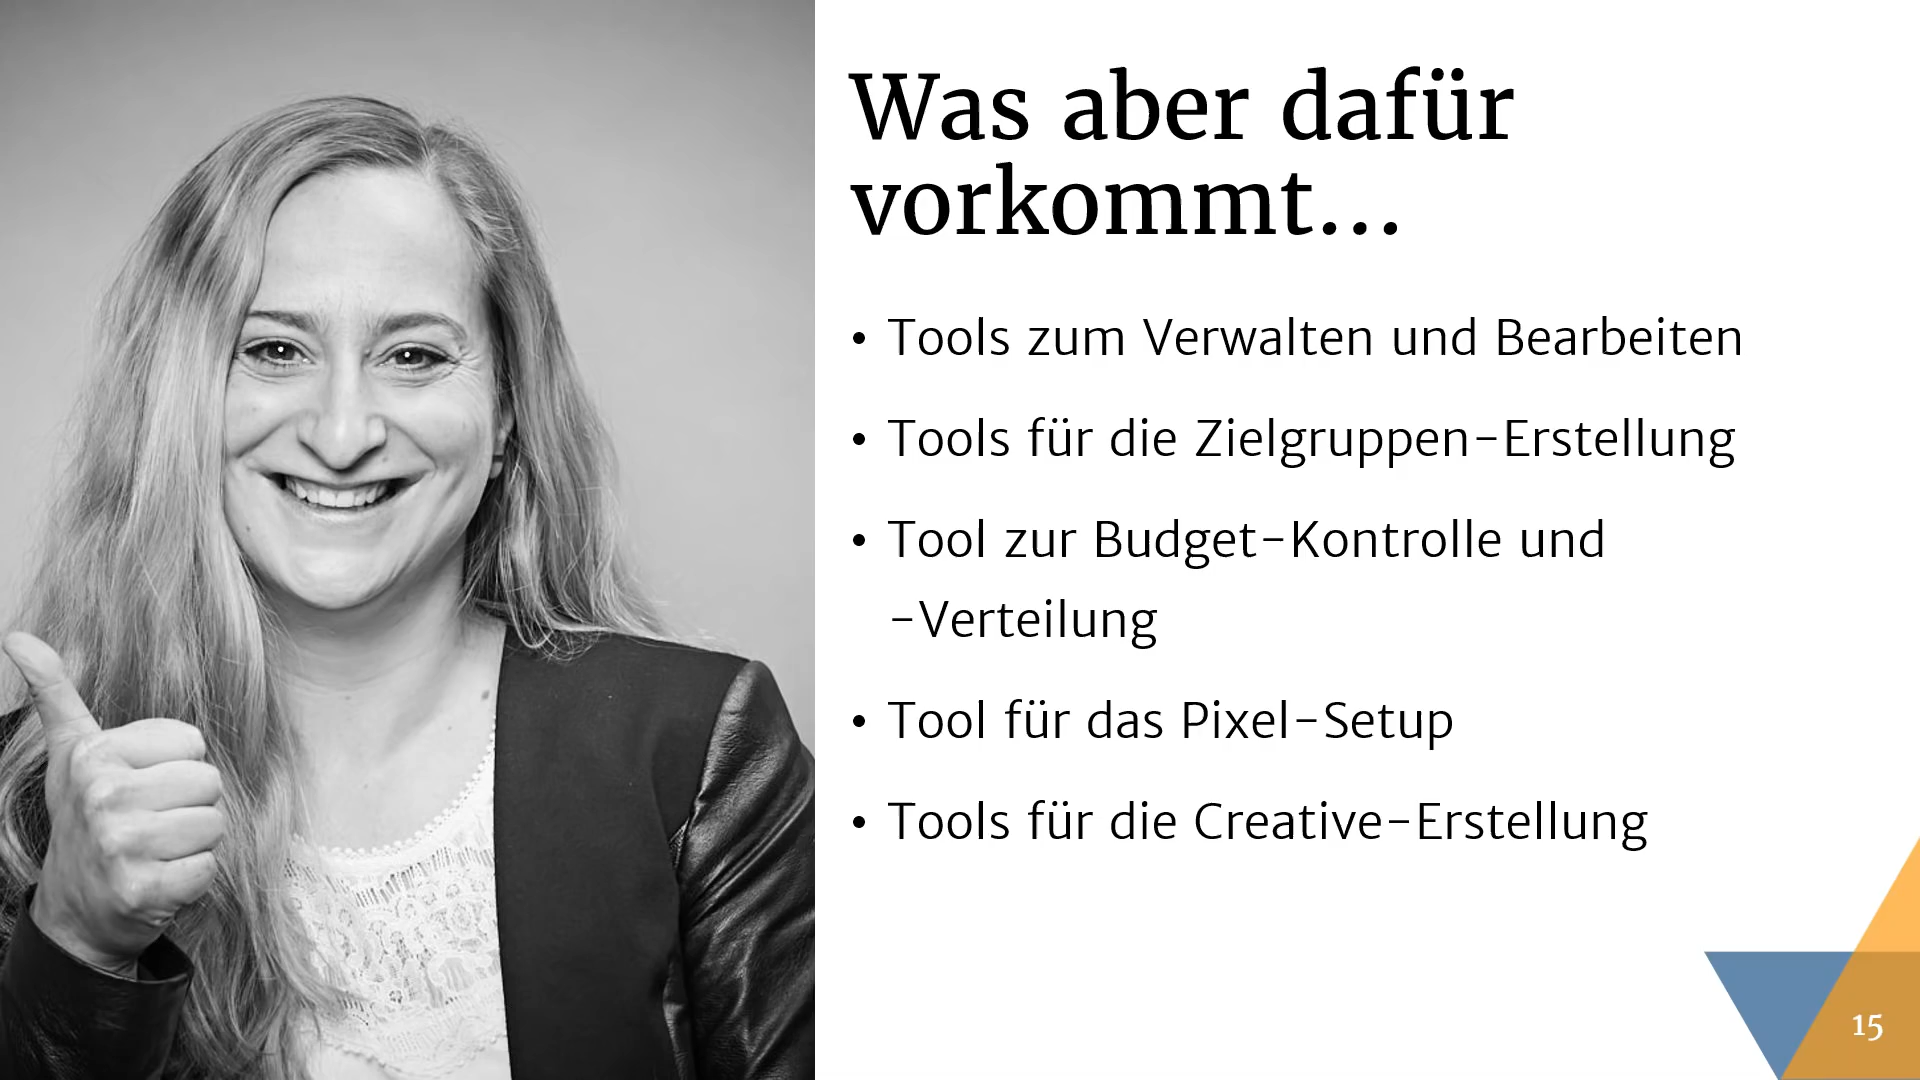 Was aber dafür
vorkommt…
• Tools zum Verwalten und Bearbeiten
• Tools für die Zielgruppen-Erstellung
• Tool zur Budget-Kontrolle und
-Verteilung
• Tool für das Pixel-Setup
• Tools für die Creative-Erstellung
15